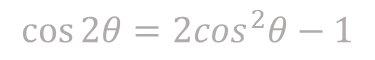 cos 2θ = 2cos²θ − 1